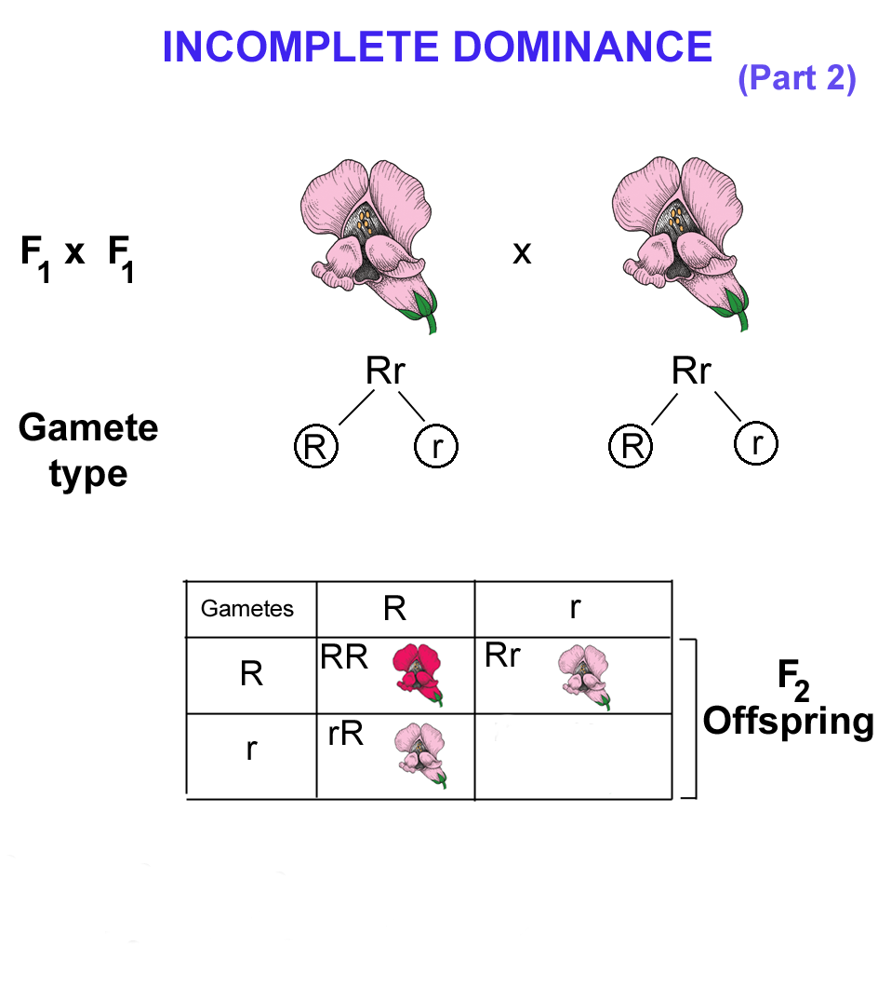 INCOMPLETE DOMINANCE
(Part 2)
F1 x F1
x
Rr
Rr
Gamete
type
R
r
R
r
Gametes
R
r
R
RR
Rr
r
rR
F2
Offspring